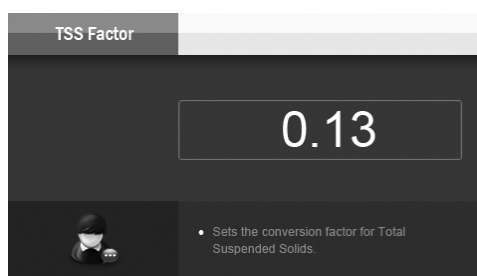 TSS Factor
0.13
• Sets the conversion factor for Total
Suspended Solids.